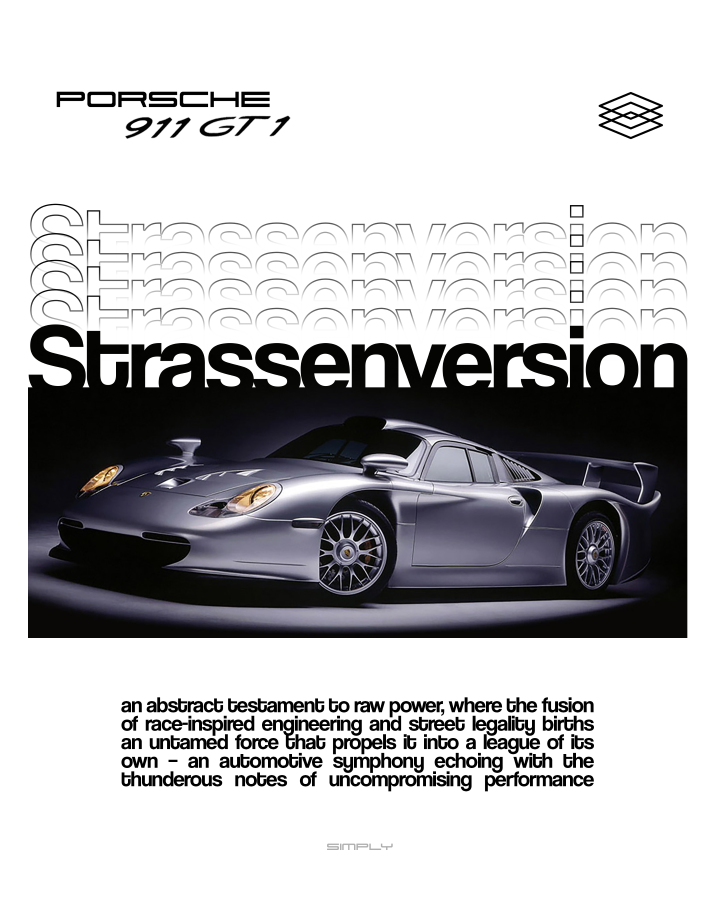 PORSCHE
911 GT1
Strassenversion
Strassenversion
Strassenversion
Strassenversion
Strassenversion
an abstract testament to raw power, where the fusion
of race-inspired engineering and street legality births
an untamed force that propels it into a league of its
own - an automotive symphony echoing with the
thunderous notes of uncompromising performance
SIMPLY